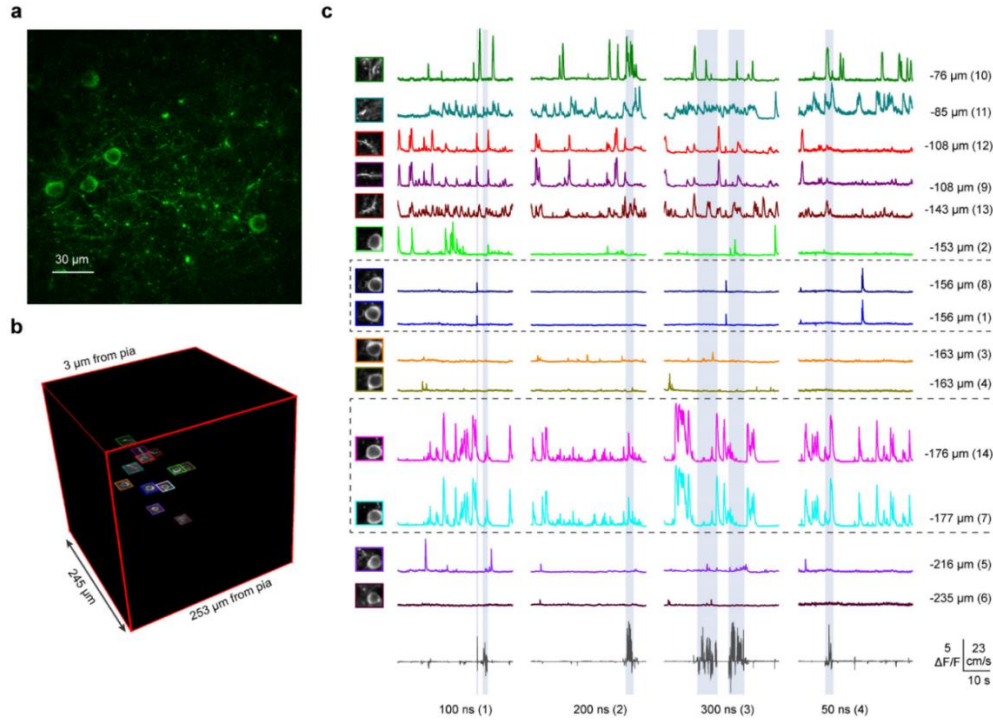 a
30 µm
b
3 µm from pia
245 µm
253 µm from pia
c
-76 µm (10)
-85 µm (11)
-108 µm (12)
-108 µm (9)
-143 µm (13)
-153 µm (2)
-156 µm (8)
-156 µm (1)
-163 µm (3)
-163 µm (4)
-176 µm (14)
-177 µm (7)
-216 µm (5)
-235 µm (6)
5 23
ΔF/F cm/s
10 s
100 ns (1) 200 ns (2) 300 ns (3) 50 ns (4)